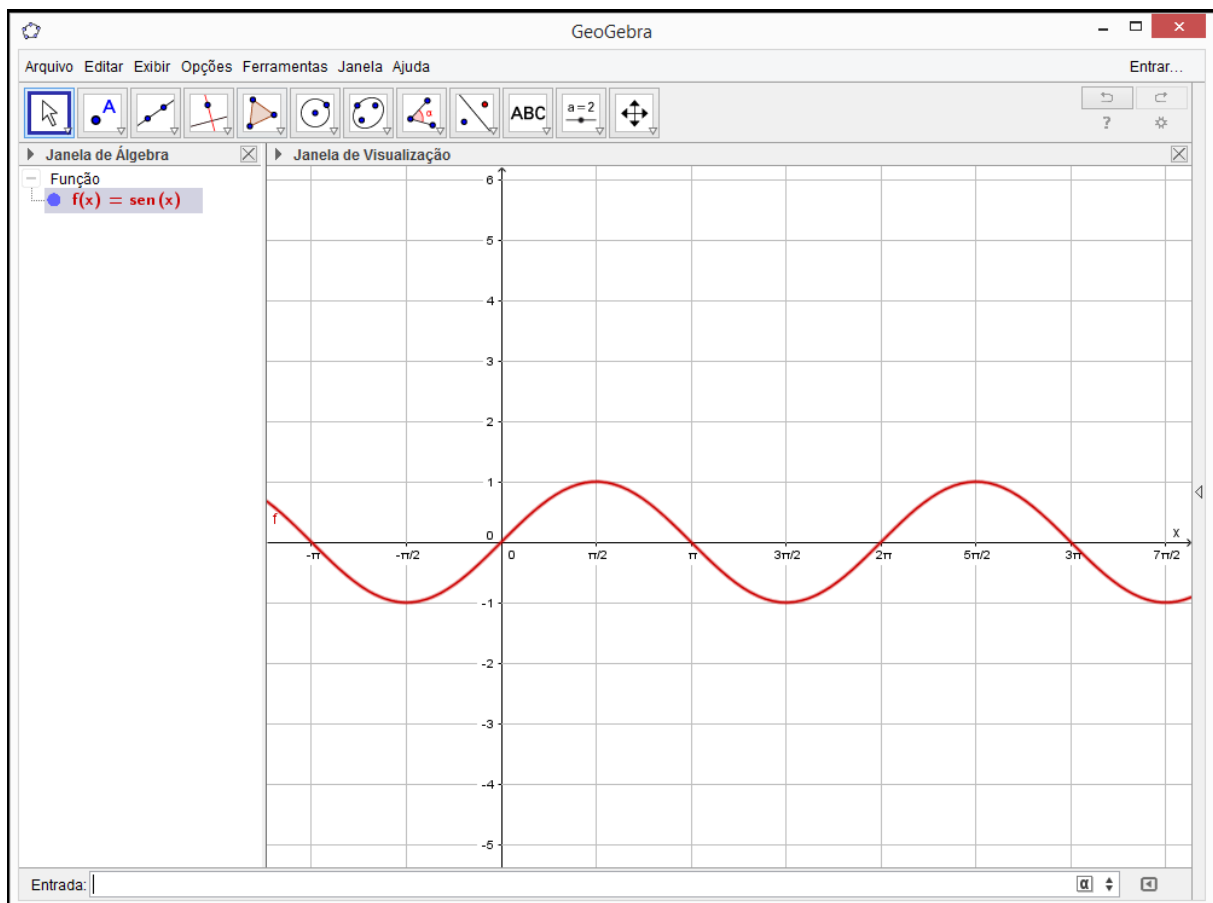 GeoGebra
Arquivo Editar Exibir Opções Ferramentas Janela Ajuda Entrar...
A α ABC a=2 ?
Janela de Álgebra
Janela de Visualização
Função
f(x) = sen (x)
6
5
4
3
2
1
0
f
x
-π -π/2 0 π/2 π 3π/2 2π 5π/2 3π 7π/2
-1
-2
-3
-4
-5
Entrada: α